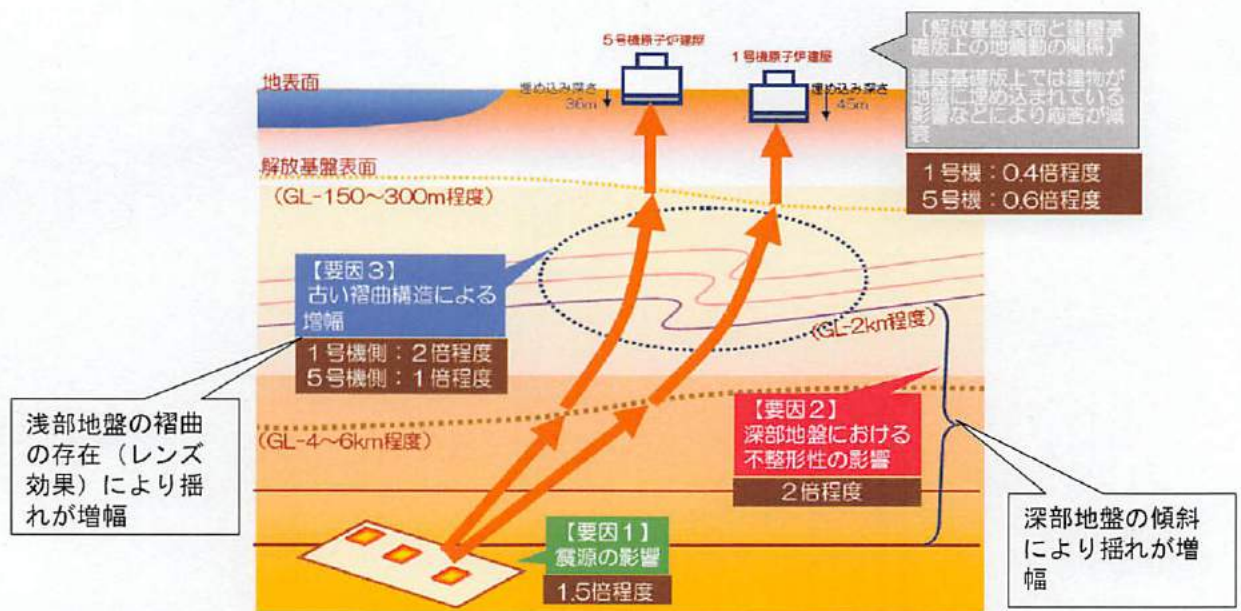 5号機原子炉建屋
1号機原子炉建屋
【解放基盤表面と建屋基
礎版上の地震動の関係】
建屋基礎版上では建物が
地盤に埋め込まれている
影響などにより応答が減
衰
1号機：0.4倍程度
5号機：0.6倍程度
地表面
埋め込み深さ
36m
埋め込み深さ
45m
解放基盤表面
（GL-150～300m程度）
【要因3】
古い褶曲構造による
増幅
1号機側：2倍程度
5号機側：1倍程度
（GL-2km程度）
浅部地盤の褶曲
の存在（レンズ
効果）により揺
れが増幅
（GL-4～6km程度）
【要因2】
深部地盤における
不整形性の影響
2倍程度
深部地盤の傾斜
により揺れが増
幅
【要因1】
震源の影響
1.5倍程度